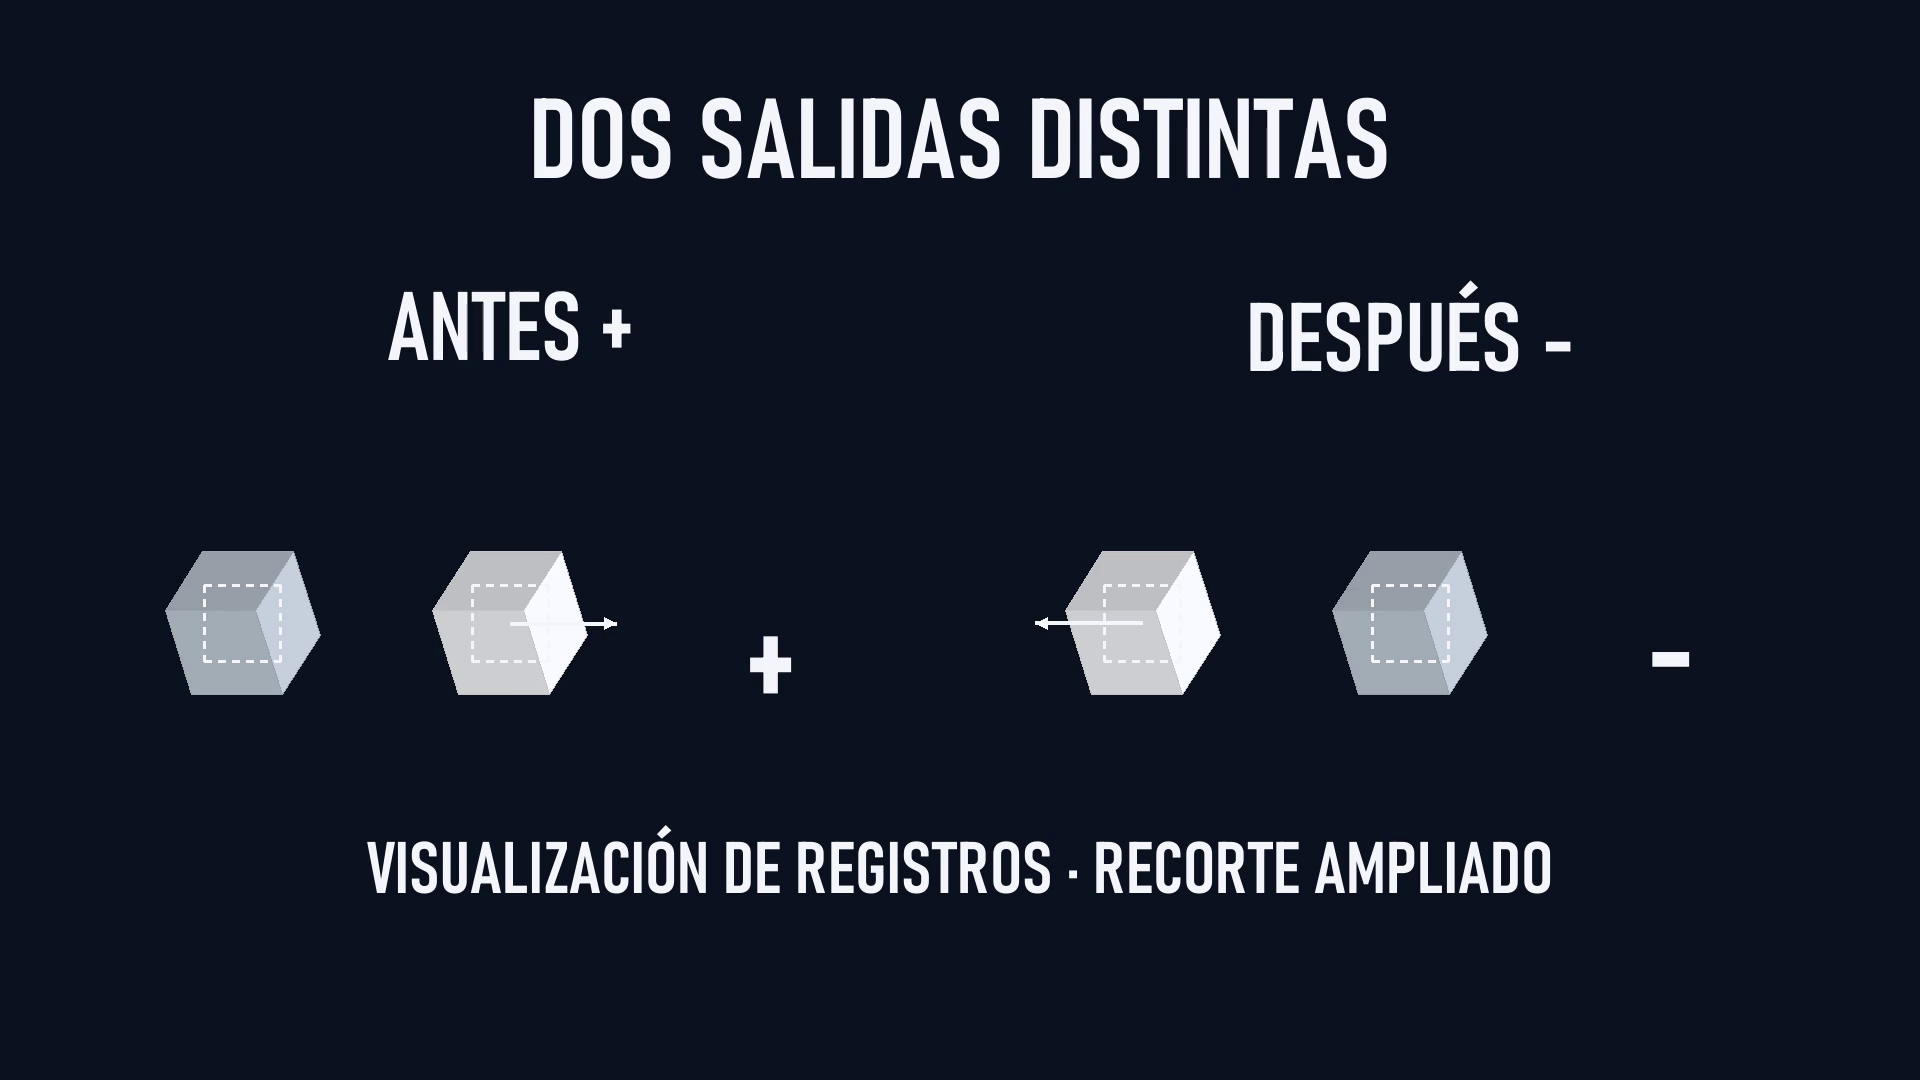 DOS SALIDAS DISTINTAS
ANTES +
DESPUÉS -
+
-
VISUALIZACIÓN DE REGISTROS · RECORTE AMPLIADO